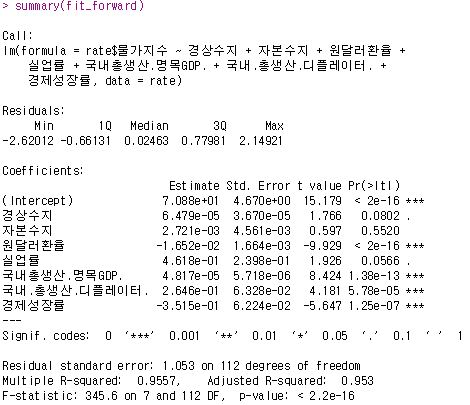 > summary(fit_forward)
Call:
lm(formula = rate$물가지수 ~ 경상수지 + 자본수지 + 원달러환율 +
실업률 + 국내총생산.명목GDP. + 국내.총생산.디플레이터. +
경제성장률, data = rate)
Residuals:
Min 1Q Median 3Q Max
-2.62012 -0.66131 0.02463 0.77981 2.14921
Coefficients:
Estimate Std. Error t value Pr(>|t|)
(Intercept) 7.088e+01 4.670e+00 15.179 < 2e-16 ***
경상수지 6.479e-05 3.670e-05 1.766 0.0802 .
자본수지 2.721e-03 4.561e-03 0.597 0.5520
원달러환율 -1.652e-02 1.664e-03 -9.929 < 2e-16 ***
실업률 4.618e-01 2.398e-01 1.926 0.0566 .
국내총생산.명목GDP. 4.817e-05 5.718e-06 8.424 1.38e-13 ***
국내.총생산.디플레이터. 2.646e-01 6.328e-02 4.181 5.78e-05 ***
경제성장률 -3.515e-01 6.224e-02 -5.647 1.25e-07 ***
---
Signif. codes: 0 ‘***’ 0.001 ‘**’ 0.01 ‘*’ 0.05 ‘.’ 0.1 ‘ ’ 1
Residual standard error: 1.053 on 112 degrees of freedom
Multiple R-squared: 0.9557, Adjusted R-squared: 0.953
F-statistic: 345.6 on 7 and 112 DF, p-value: < 2.2e-16